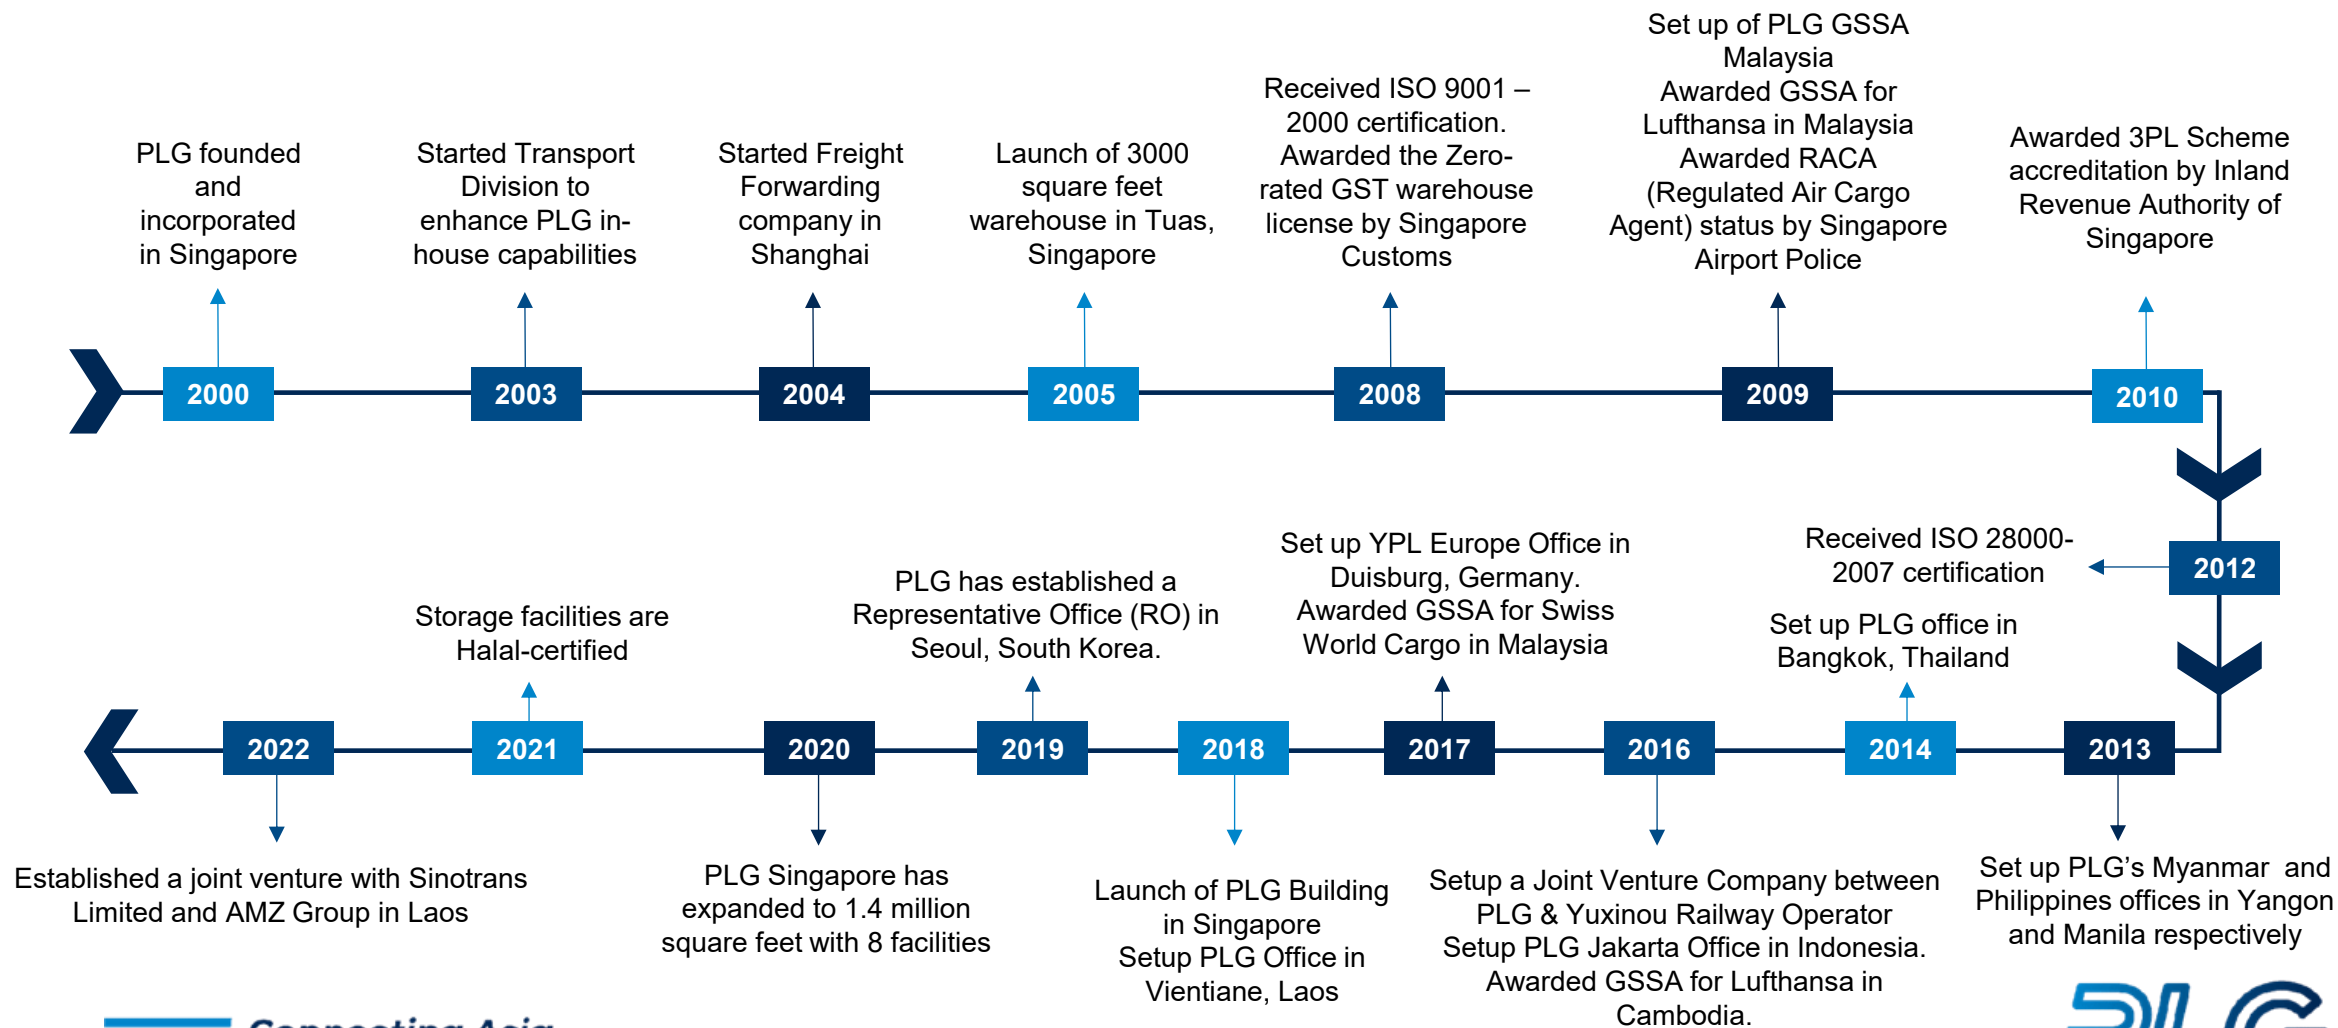 PLG founded
and
incorporated
in Singapore
2000
Started Transport
Division to
enhance PLG in-
house capabilities
2003
Started Freight
Forwarding
company in
Shanghai
2004
Launch of 3000
square feet
warehouse in Tuas,
Singapore
2005
Received ISO 9001 –
2000 certification.
Awarded the Zero-
rated GST warehouse
license by Singapore
Customs
2008
Set up of PLG GSSA
Malaysia
Awarded GSSA for
Lufthansa in Malaysia
Awarded RACA
(Regulated Air Cargo
Agent) status by Singapore
Airport Police
2009
Awarded 3PL Scheme
accreditation by Inland
Revenue Authority of
Singapore
2010
Received ISO 28000-
2007 certification
2012
2013
Set up PLG’s Myanmar and
Philippines offices in Yangon
and Manila respectively
Set up PLG office in
Bangkok, Thailand
2014
2016
Setup a Joint Venture Company between
PLG & Yuxinou Railway Operator
Setup PLG Jakarta Office in Indonesia.
Awarded GSSA for Lufthansa in
Cambodia.
Set up YPL Europe Office in
Duisburg, Germany.
Awarded GSSA for Swiss
World Cargo in Malaysia
2017
2018
Launch of PLG Building
in Singapore
Setup PLG Office in
Vientiane, Laos
PLG has established a
Representative Office (RO) in
Seoul, South Korea.
2019
2020
PLG Singapore has
expanded to 1.4 million
square feet with 8 facilities
Storage facilities are
Halal-certified
2021
2022
Established a joint venture with Sinotrans
Limited and AMZ Group in Laos
Connecting Asia
PLG